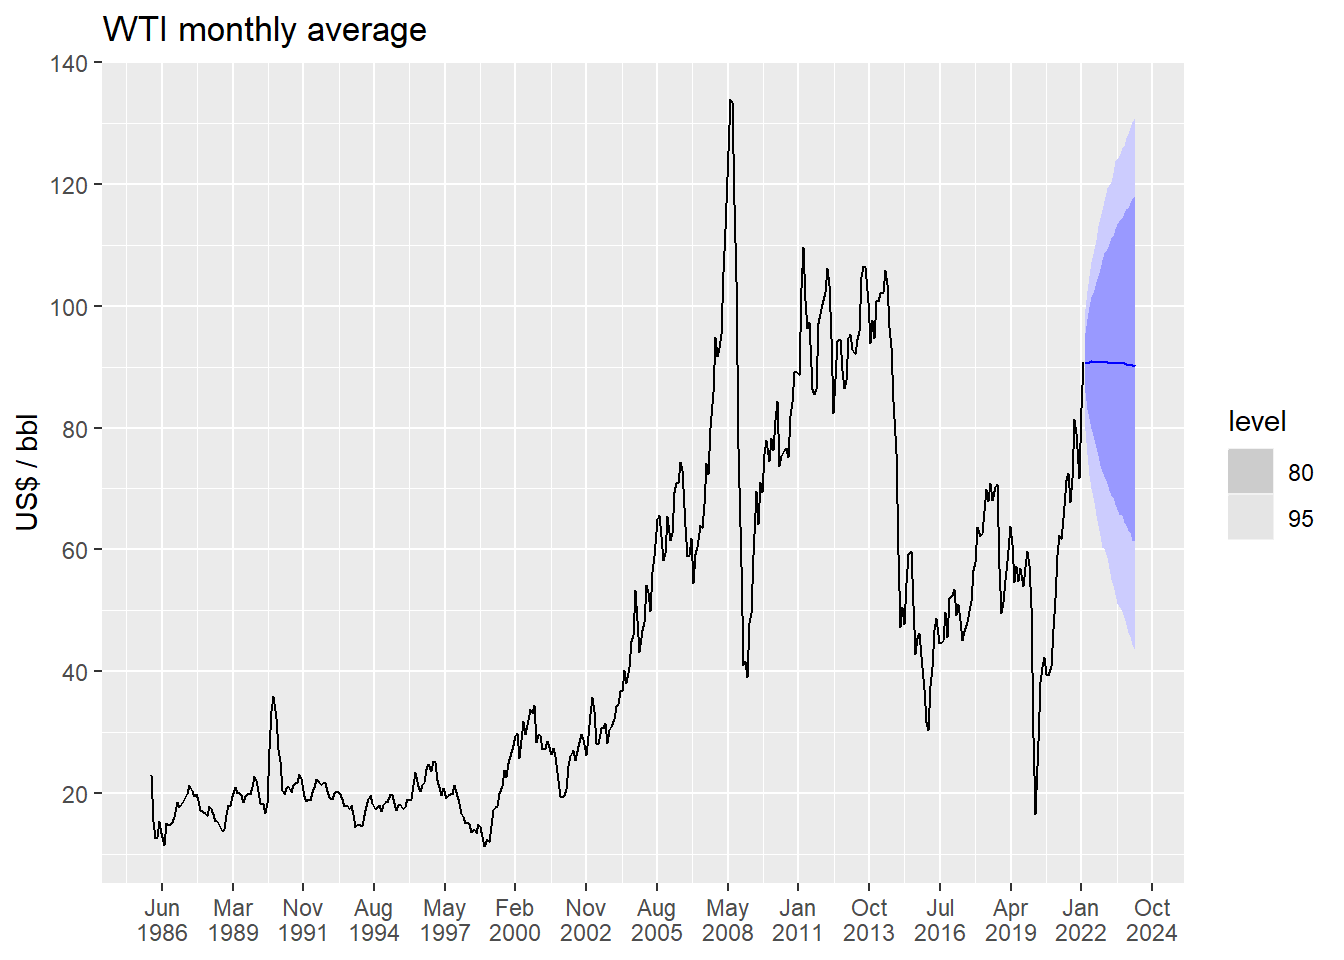 WTI monthly average
US$ / bbl
140
120
100
80
60
40
20
Jun Mar Nov Aug May Feb Nov Aug May Jan Oct Jul Apr Jan Oct
1986 1989 1991 1994 1997 2000 2002 2005 2008 2011 2013 2016 2019 2022 2024
level
80
95